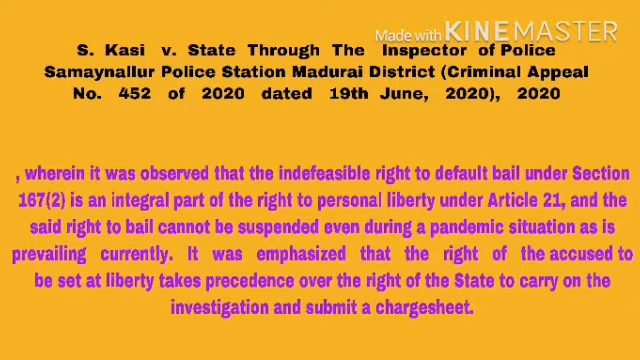 Made with KINEMASTER
S. Kasi v. State Through The Inspector of Police
Samaynallur Police Station Madurai District (Criminal Appeal
No. 452 of 2020 dated 19th June, 2020), 2020
, wherein it was observed that the indefeasible right to default bail under Section
167(2) is an integral part of the right to personal liberty under Article 21, and the
said right to bail cannot be suspended even during a pandemic situation as is
prevailing currently. It was emphasized that the right of the accused to
be set at liberty takes precedence over the right of the State to carry on the
investigation and submit a chargesheet.